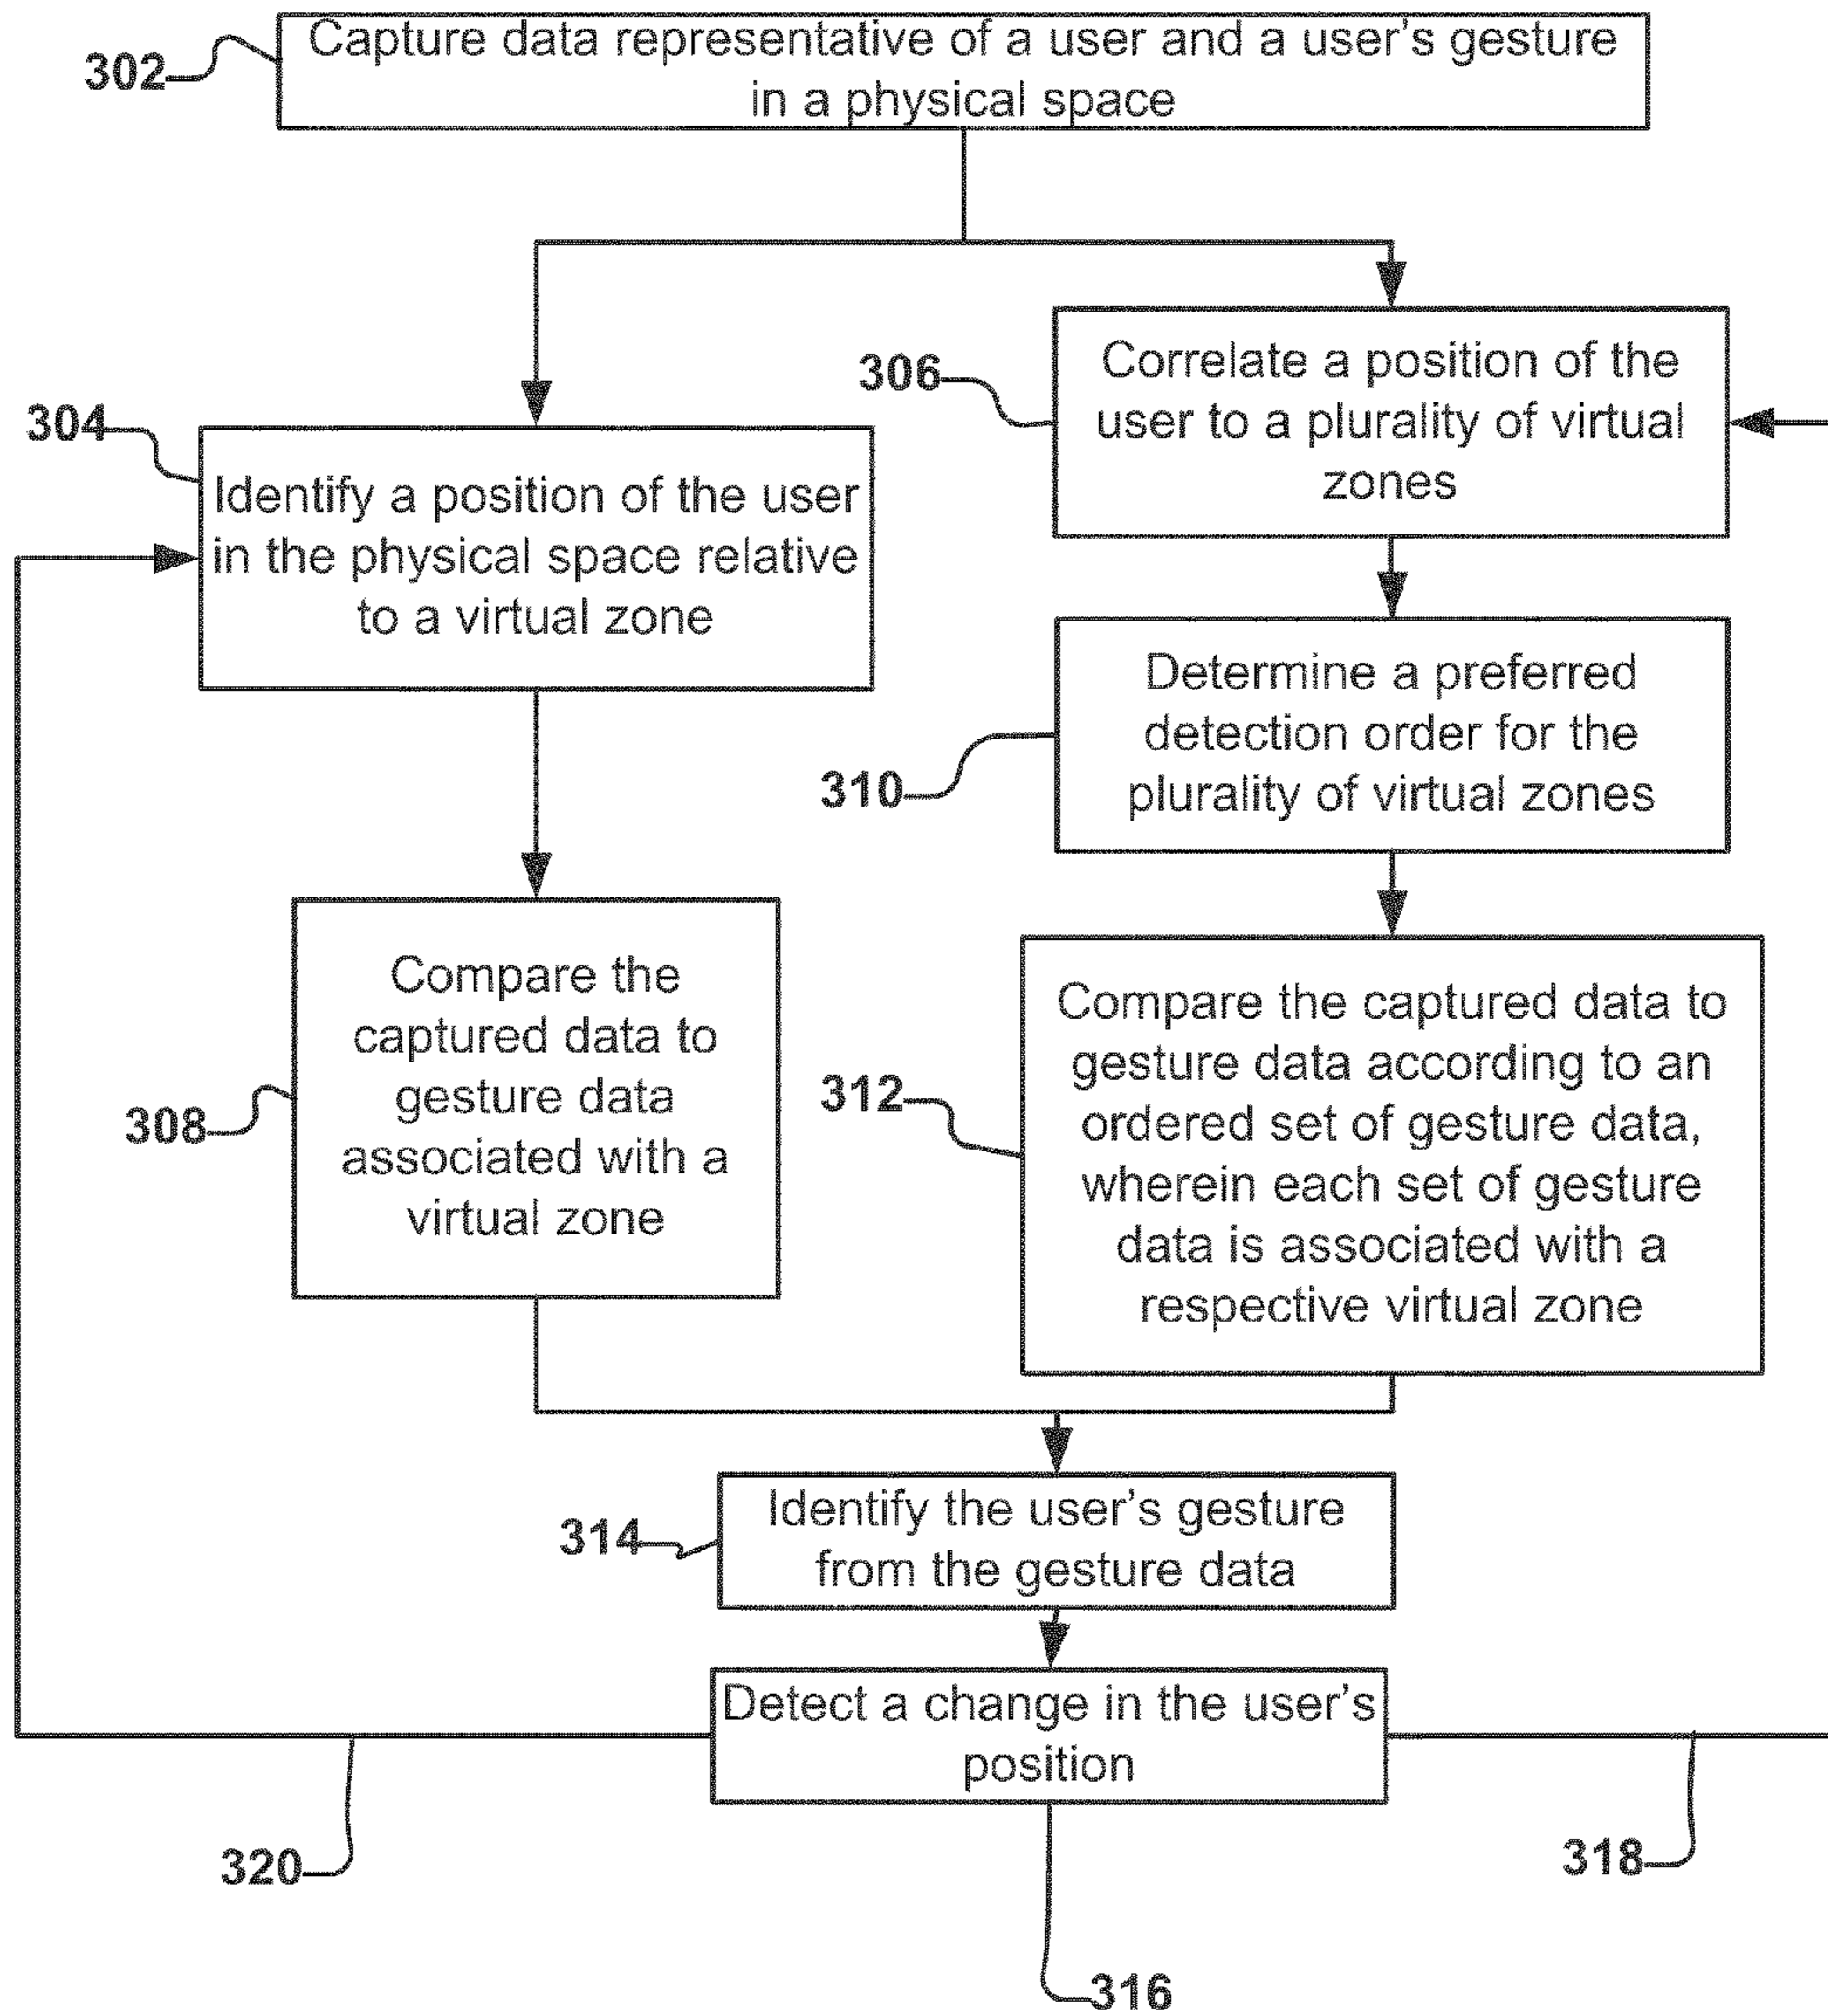 302
Capture data representative of a user and a user's gesture
in a physical space
304
Identify a position of the user
in the physical space relative
to a virtual zone
306
Correlate a position of the
user to a plurality of virtual
zones
310
Determine a preferred
detection order for the
plurality of virtual zones
308
Compare the
captured data to
gesture data
associated with a
virtual zone
312
Compare the captured data to
gesture data according to an
ordered set of gesture data,
wherein each set of gesture
data is associated with a
respective virtual zone
314
Identify the user's gesture
from the gesture data
Detect a change in the user's
position
320
318
316